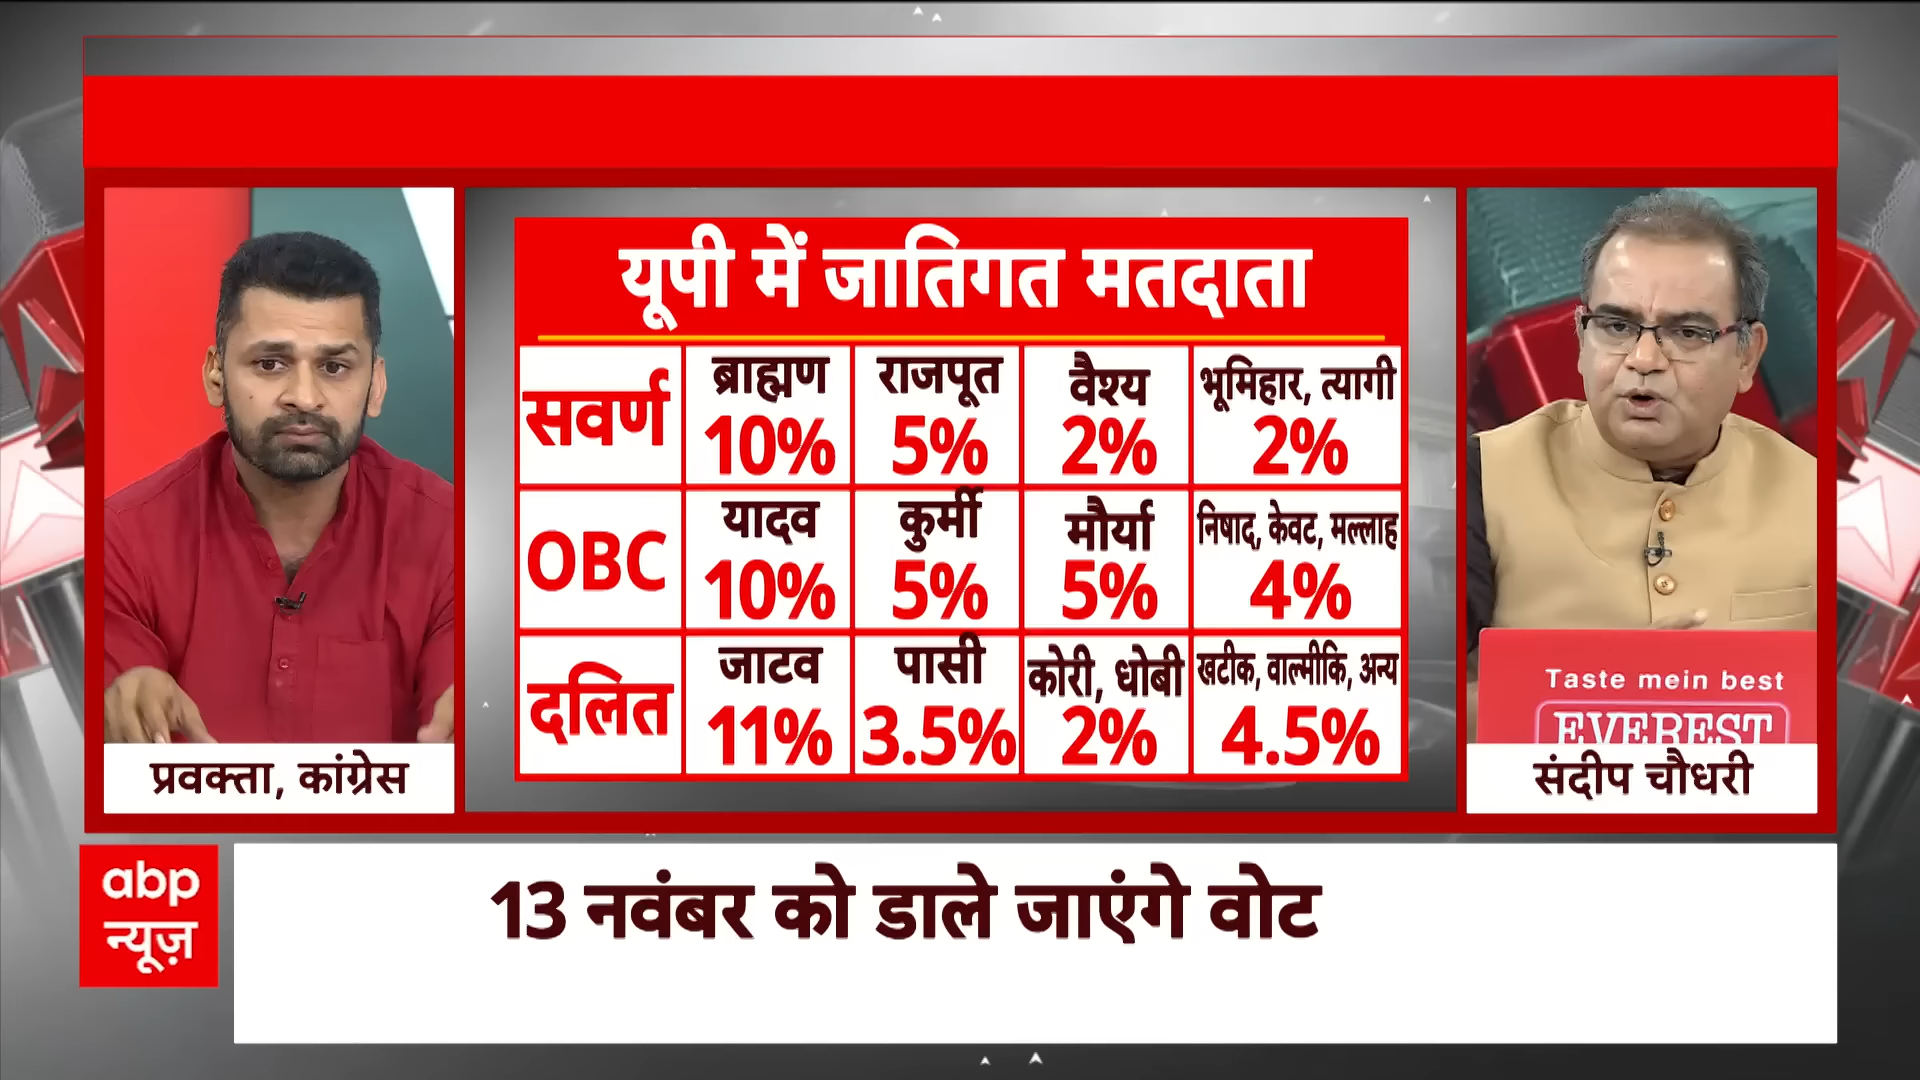 यूपी में जातिगत मतदाता
सवर्ण ब्राह्मण 10% राजपूत 5% वैश्य 2% भूमिहार, त्यागी 2%
OBC यादव 10% कुर्मी 5% मौर्या 5% निषाद, केवट, मल्लाह 4%
दलित जाटव 11% पासी 3.5% कोरी, धोबी 2% खटीक, वाल्मीकि, अन्य 4.5%
Taste mein best
EVEREST
प्रवक्ता, कांग्रेस
संदीप चौधरी
abp
न्यूज़
13 नवंबर को डाले जाएंगे वोट